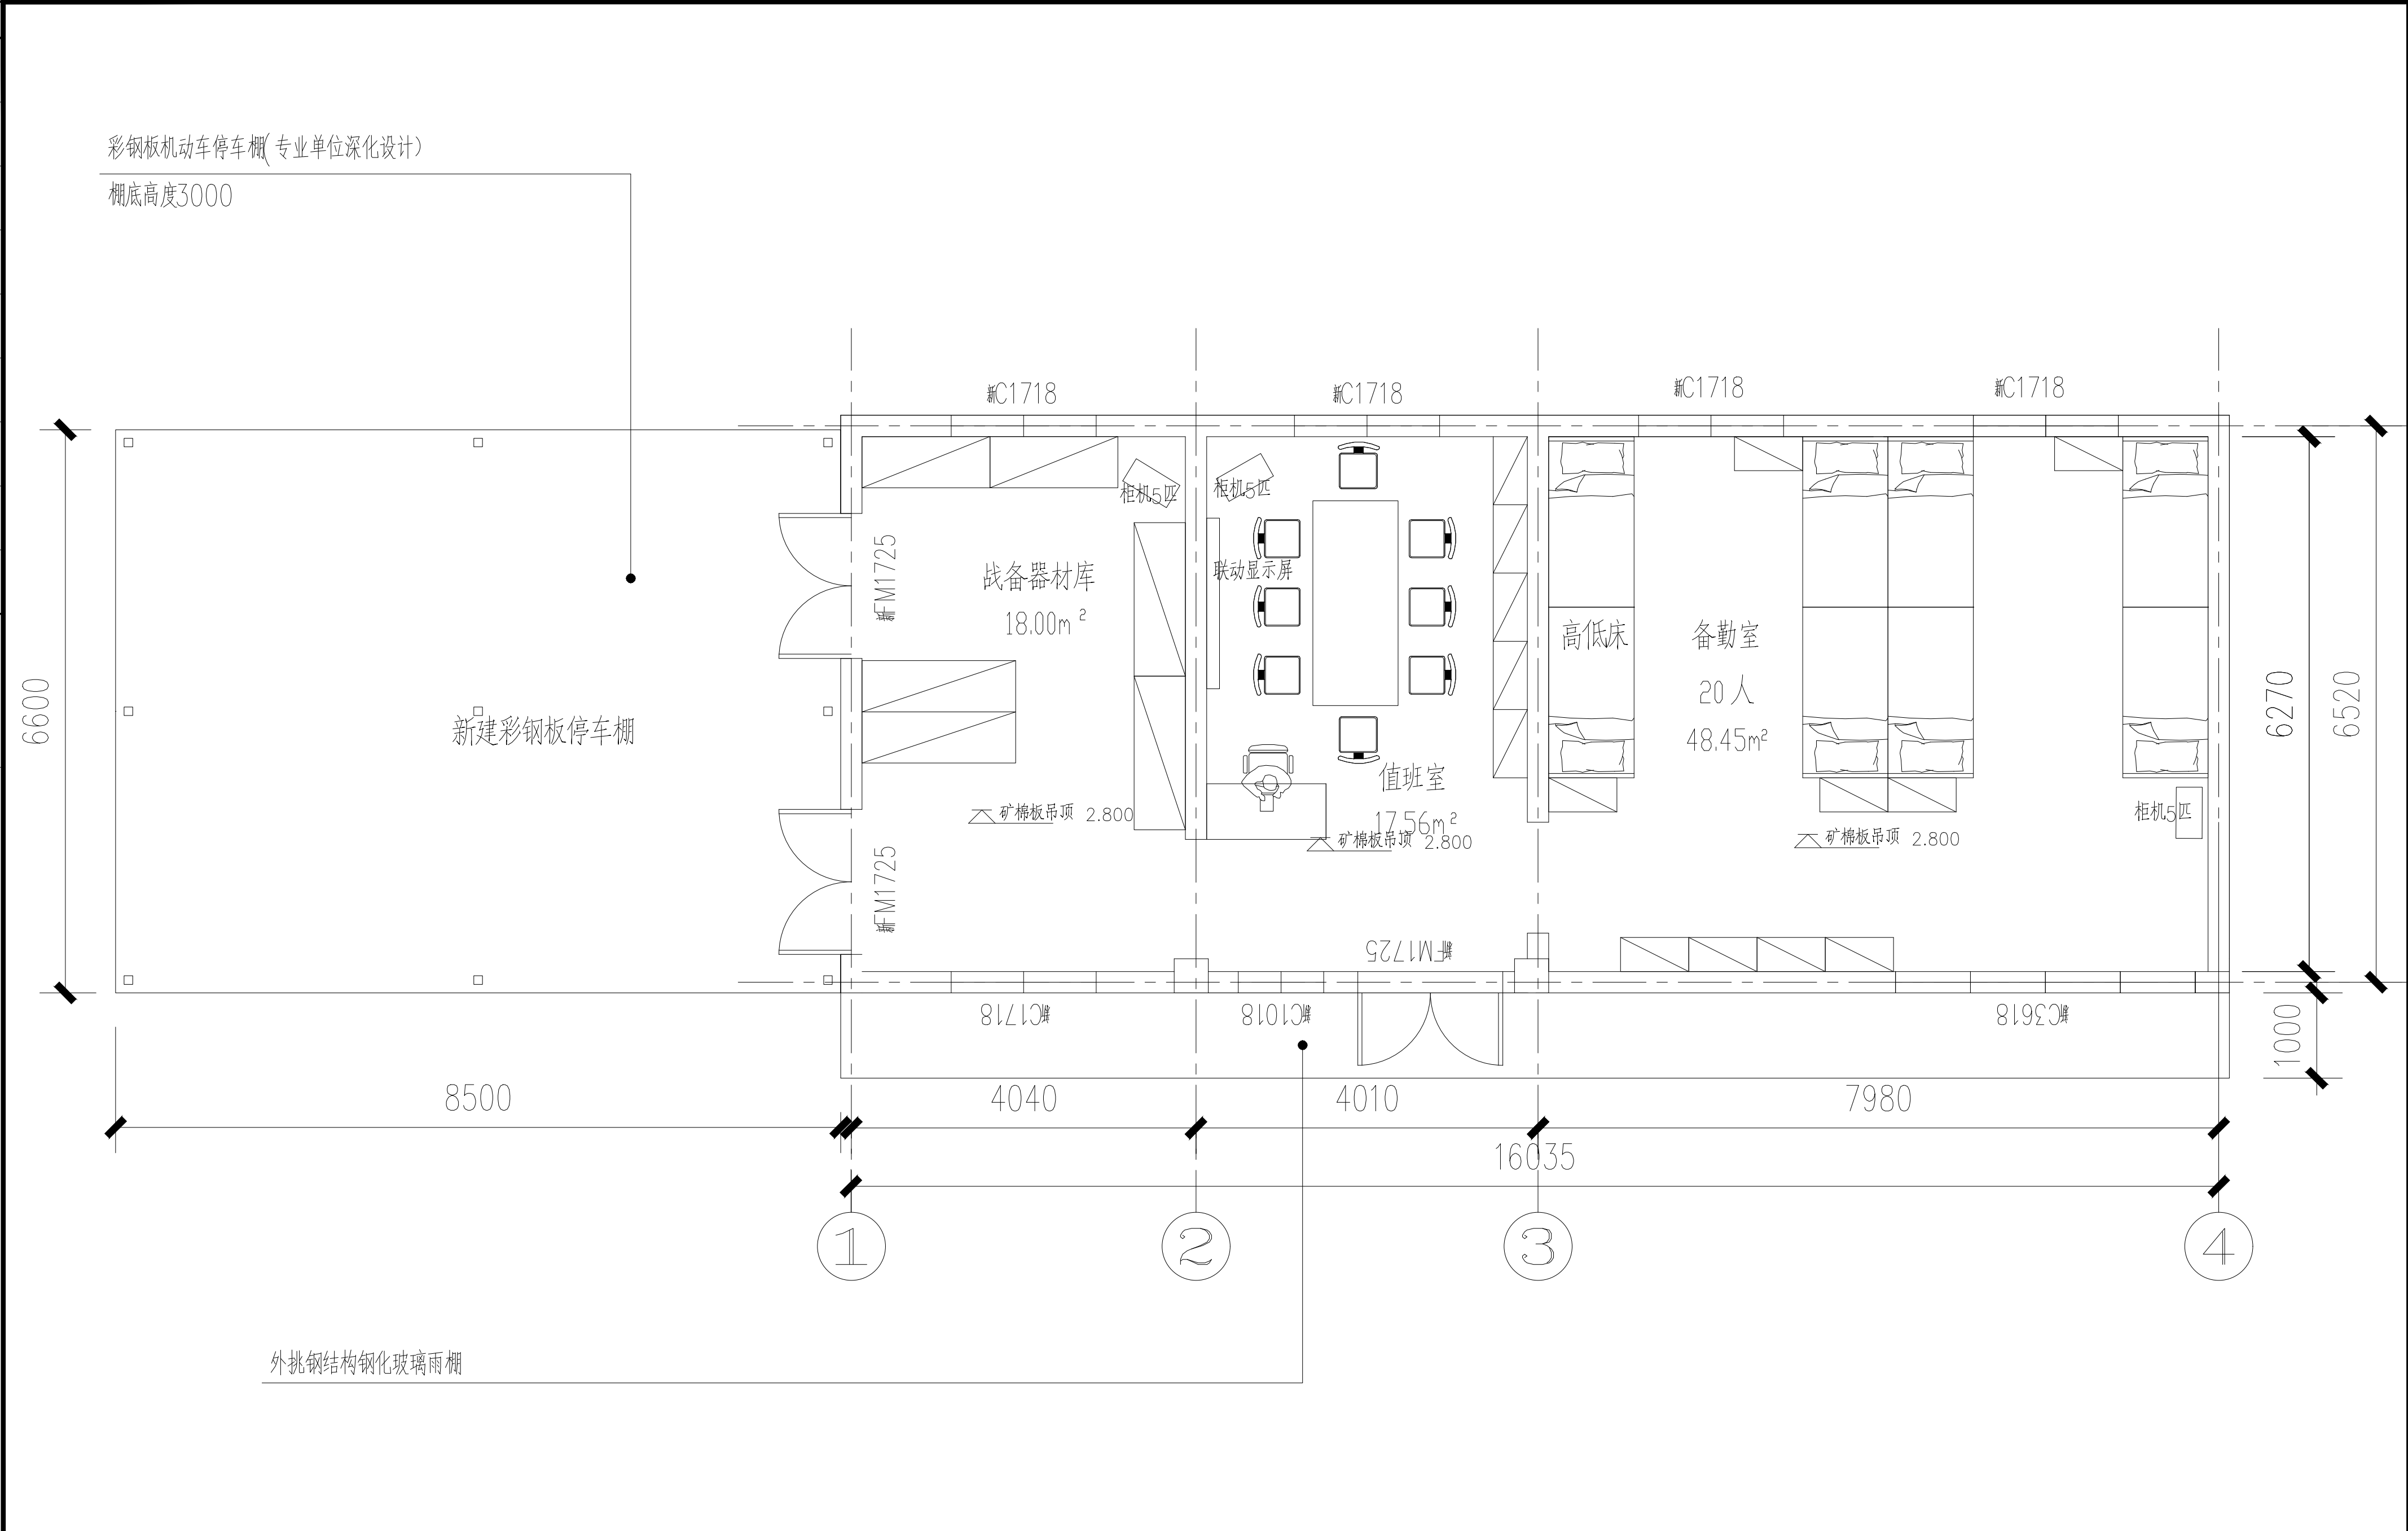 彩钢板机动车停车棚(专业单位深化设计)
棚底高度3000
新C1718
新C1718
新C1718
新C1718
柜机5匹
柜机5匹
新FM1725
战备器材库
18.00m²
联动显示屏
高低床
备勤室
20人
48.45m²
6600
新建彩钢板停车棚
6270
6520
值班室
17.56m²
柜机5匹
矿棉板吊顶 2.800
矿棉板吊顶 2.800
矿棉板吊顶 2.800
新FM1725
新FM1725
新C1718
新C1018
新C3618
1000
8500
4040
4010
7980
16035
1
2
3
4
外挑钢结构钢化玻璃雨棚